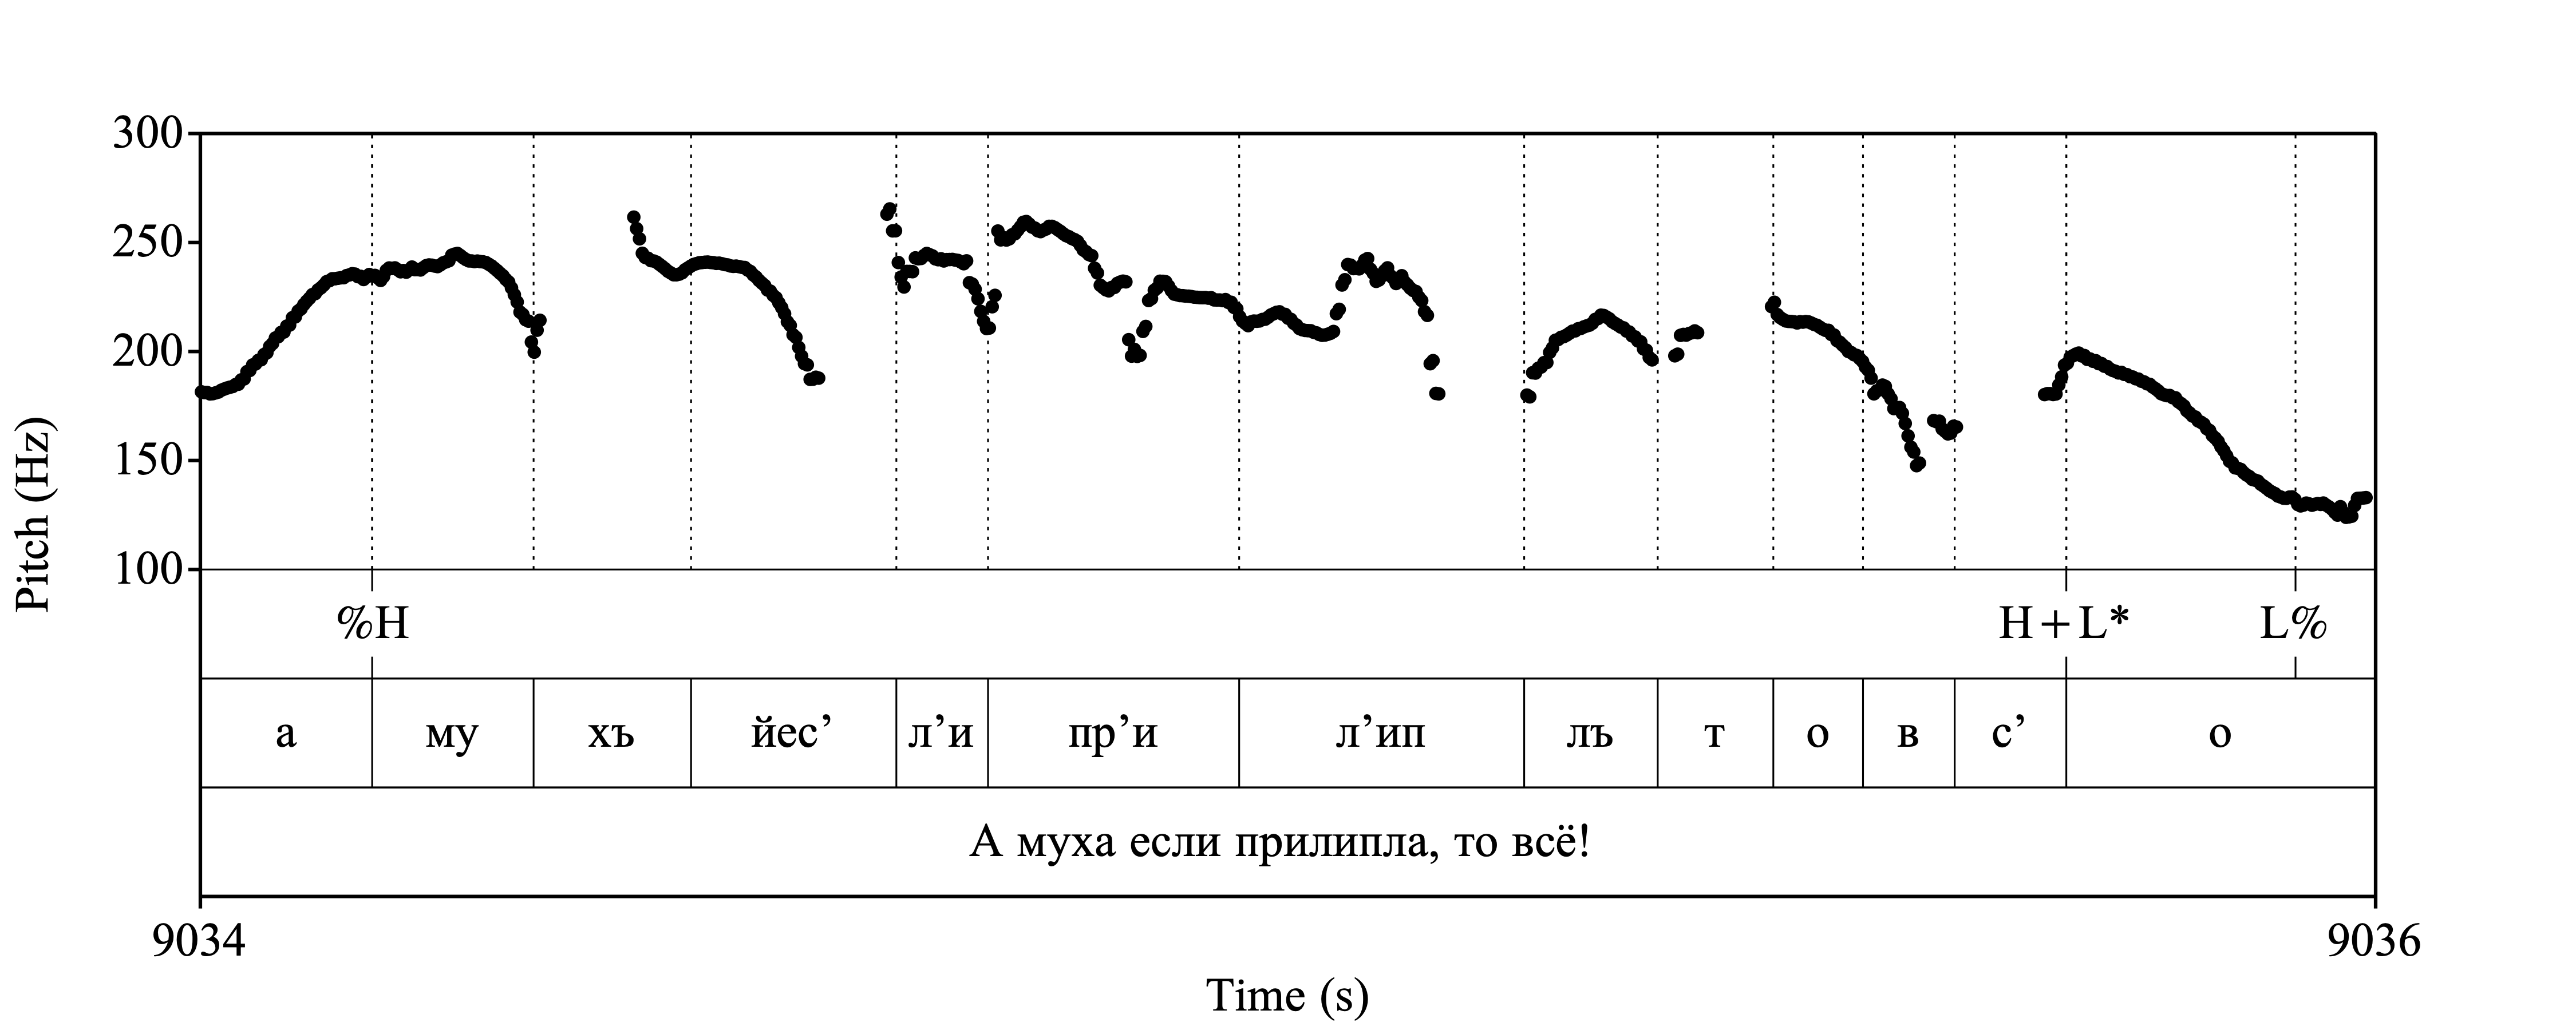 300
250
200
150
100
Pitch (Hz)
%H H+L* L%
а му хъ йес’ л’и пр’и л’ип лъ т о в с’ о
А муха если прилипла, то всё!
9034 9036
Time (s)